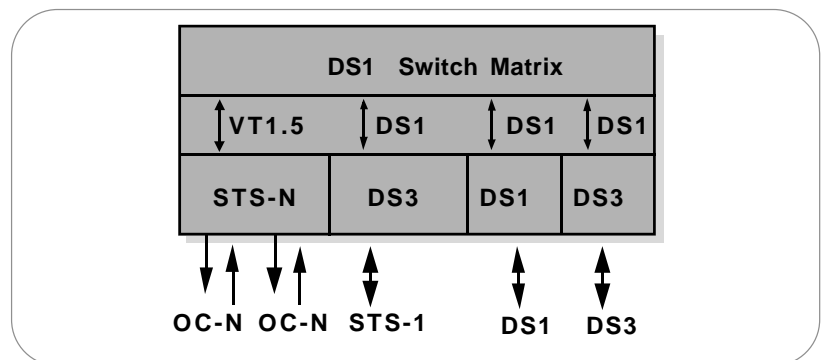 DS1 Switch Matrix
VT1.5 DS1 DS1 DS1
STS-N DS3 DS1 DS3
OC-N OC-N STS-1 DS1 DS3